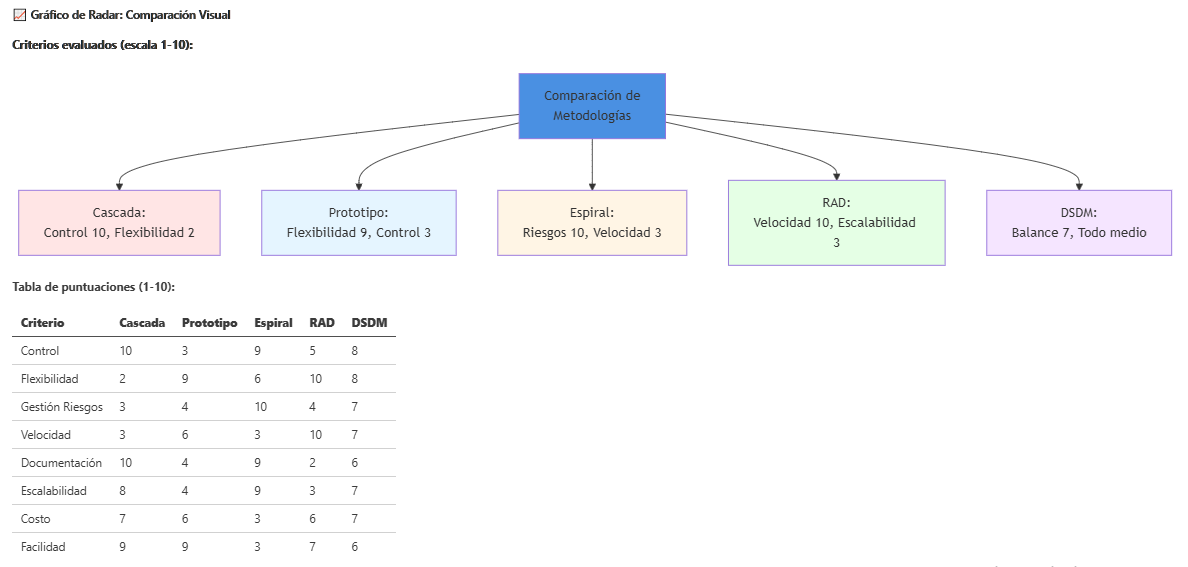 📈 Gráfico de Radar: Comparación Visual
Criterios evaluados (escala 1-10):
Comparación de
Metodologías
Cascada:
Control 10, Flexibilidad 2
Prototipo:
Flexibilidad 9, Control 3
Espiral:
Riesgos 10, Velocidad 3
RAD:
Velocidad 10, Escalabilidad
3
DSDM:
Balance 7, Todo medio
Tabla de puntuaciones (1-10):
Criterio Cascada Prototipo Espiral RAD DSDM
Control 10 3 9 5 8
Flexibilidad 2 9 6 10 8
Gestión Riesgos 3 4 10 4 7
Velocidad 3 6 3 10 7
Documentación 10 4 9 2 6
Escalabilidad 8 4 9 3 7
Costo 7 6 3 6 7
Facilidad 9 9 3 7 6